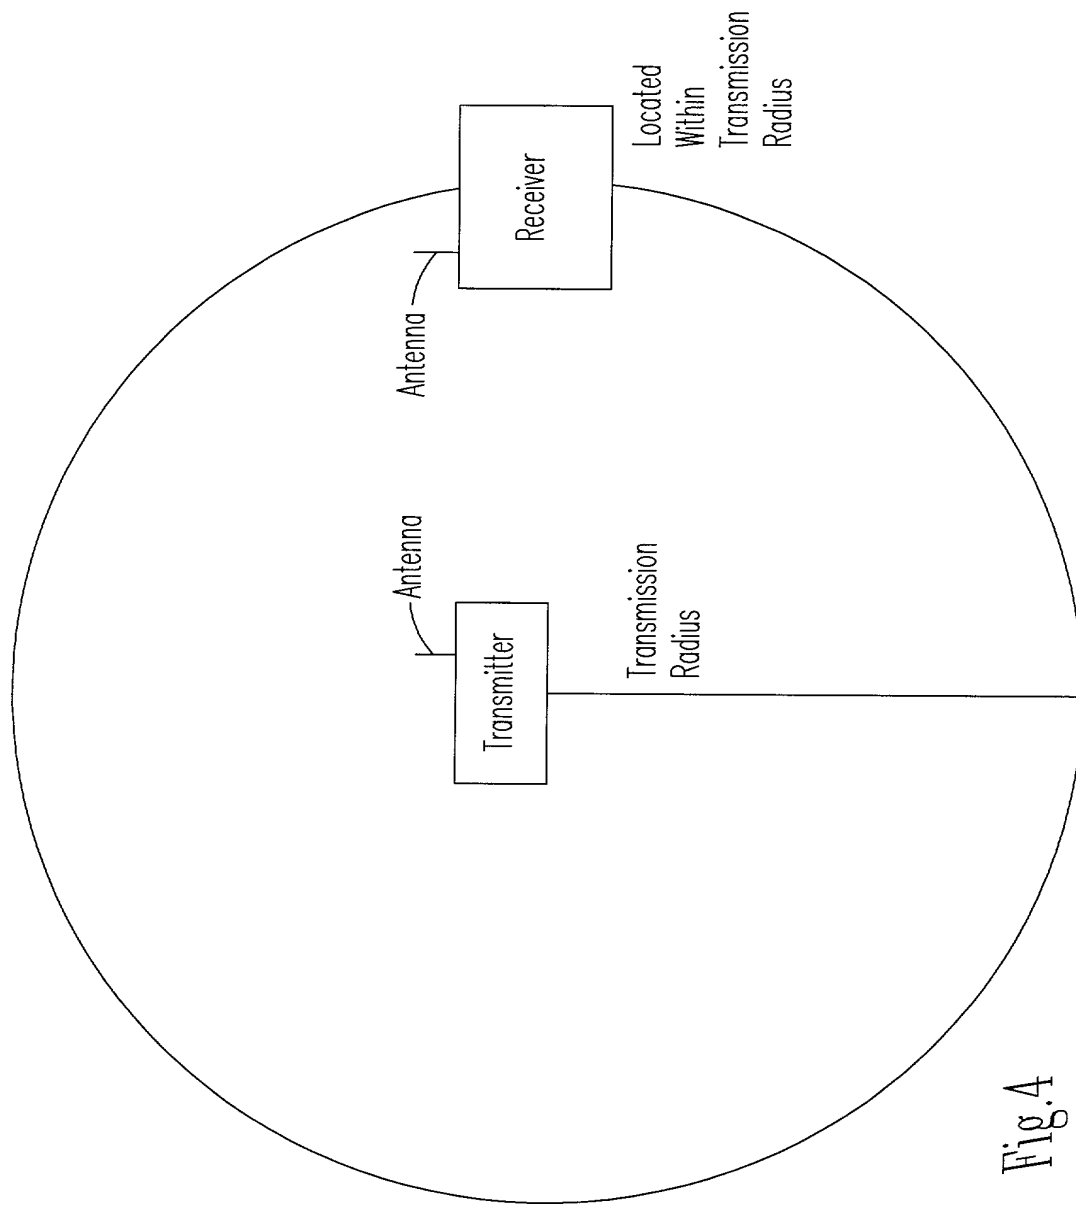 Antenna
Antenna
Transmitter
Receiver
Transmission
Radius
Located
Within
Transmission
Radius
Fig.4